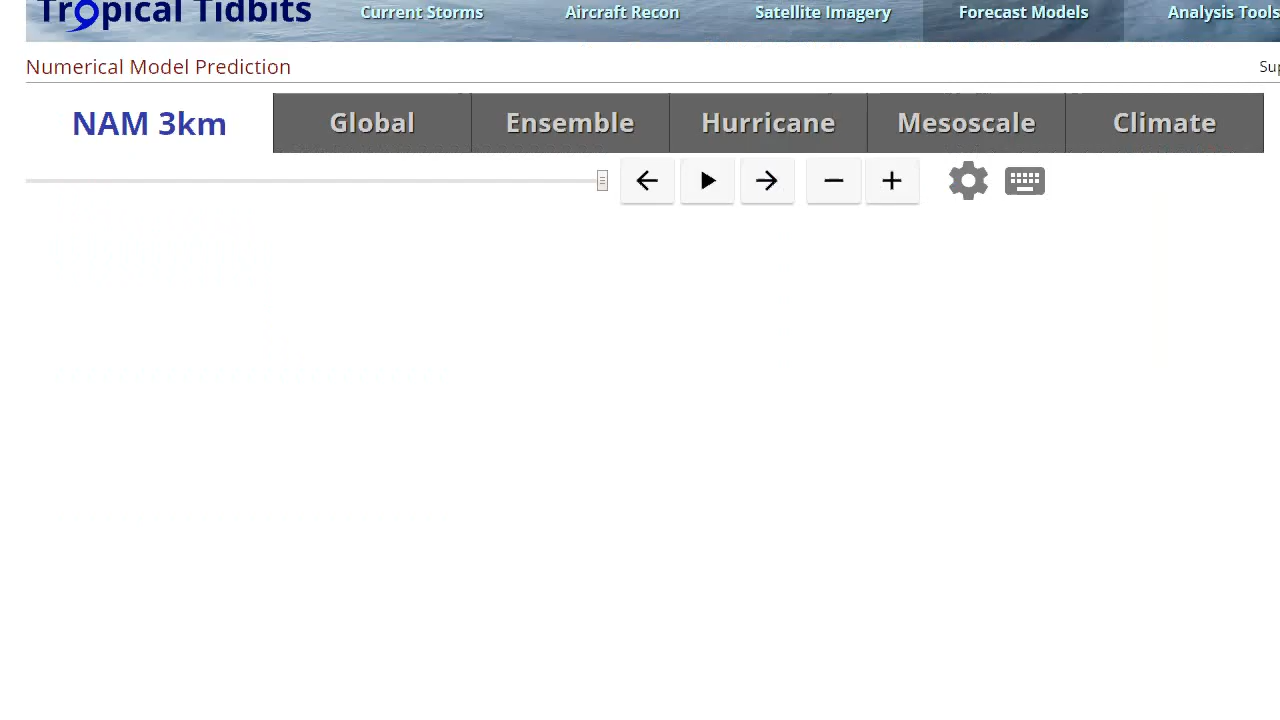 Tropical Tidbits
Current Storms Aircraft Recon Satellite Imagery Forecast Models Analysis Tools
Numerical Model Prediction
NAM 3km Global Ensemble Hurricane Mesoscale Climate